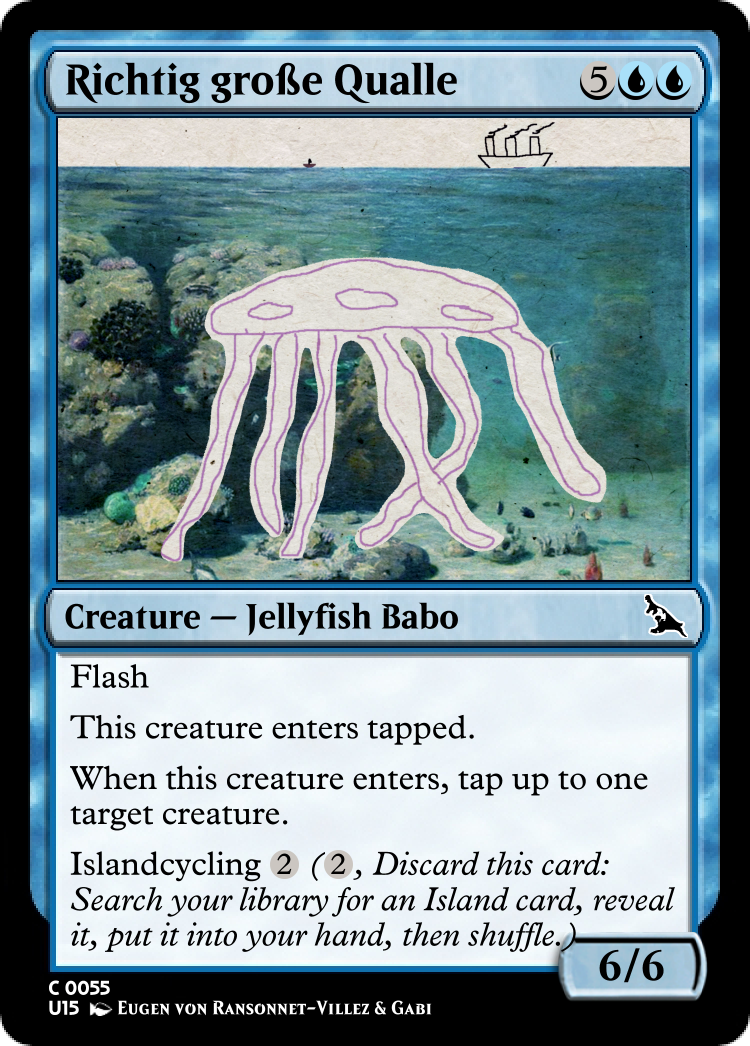 Richtig große Qualle 5
Creature — Jellyfish Babo
Flash
This creature enters tapped.
When this creature enters, tap up to one
target creature.
Islandcycling 2 (2, Discard this card:
Search your library for an Island card, reveal
it, put it into your hand, then shuffle.)
6/6
C 0055
U15 Eugen von Ransonnet-Villez & Gabi